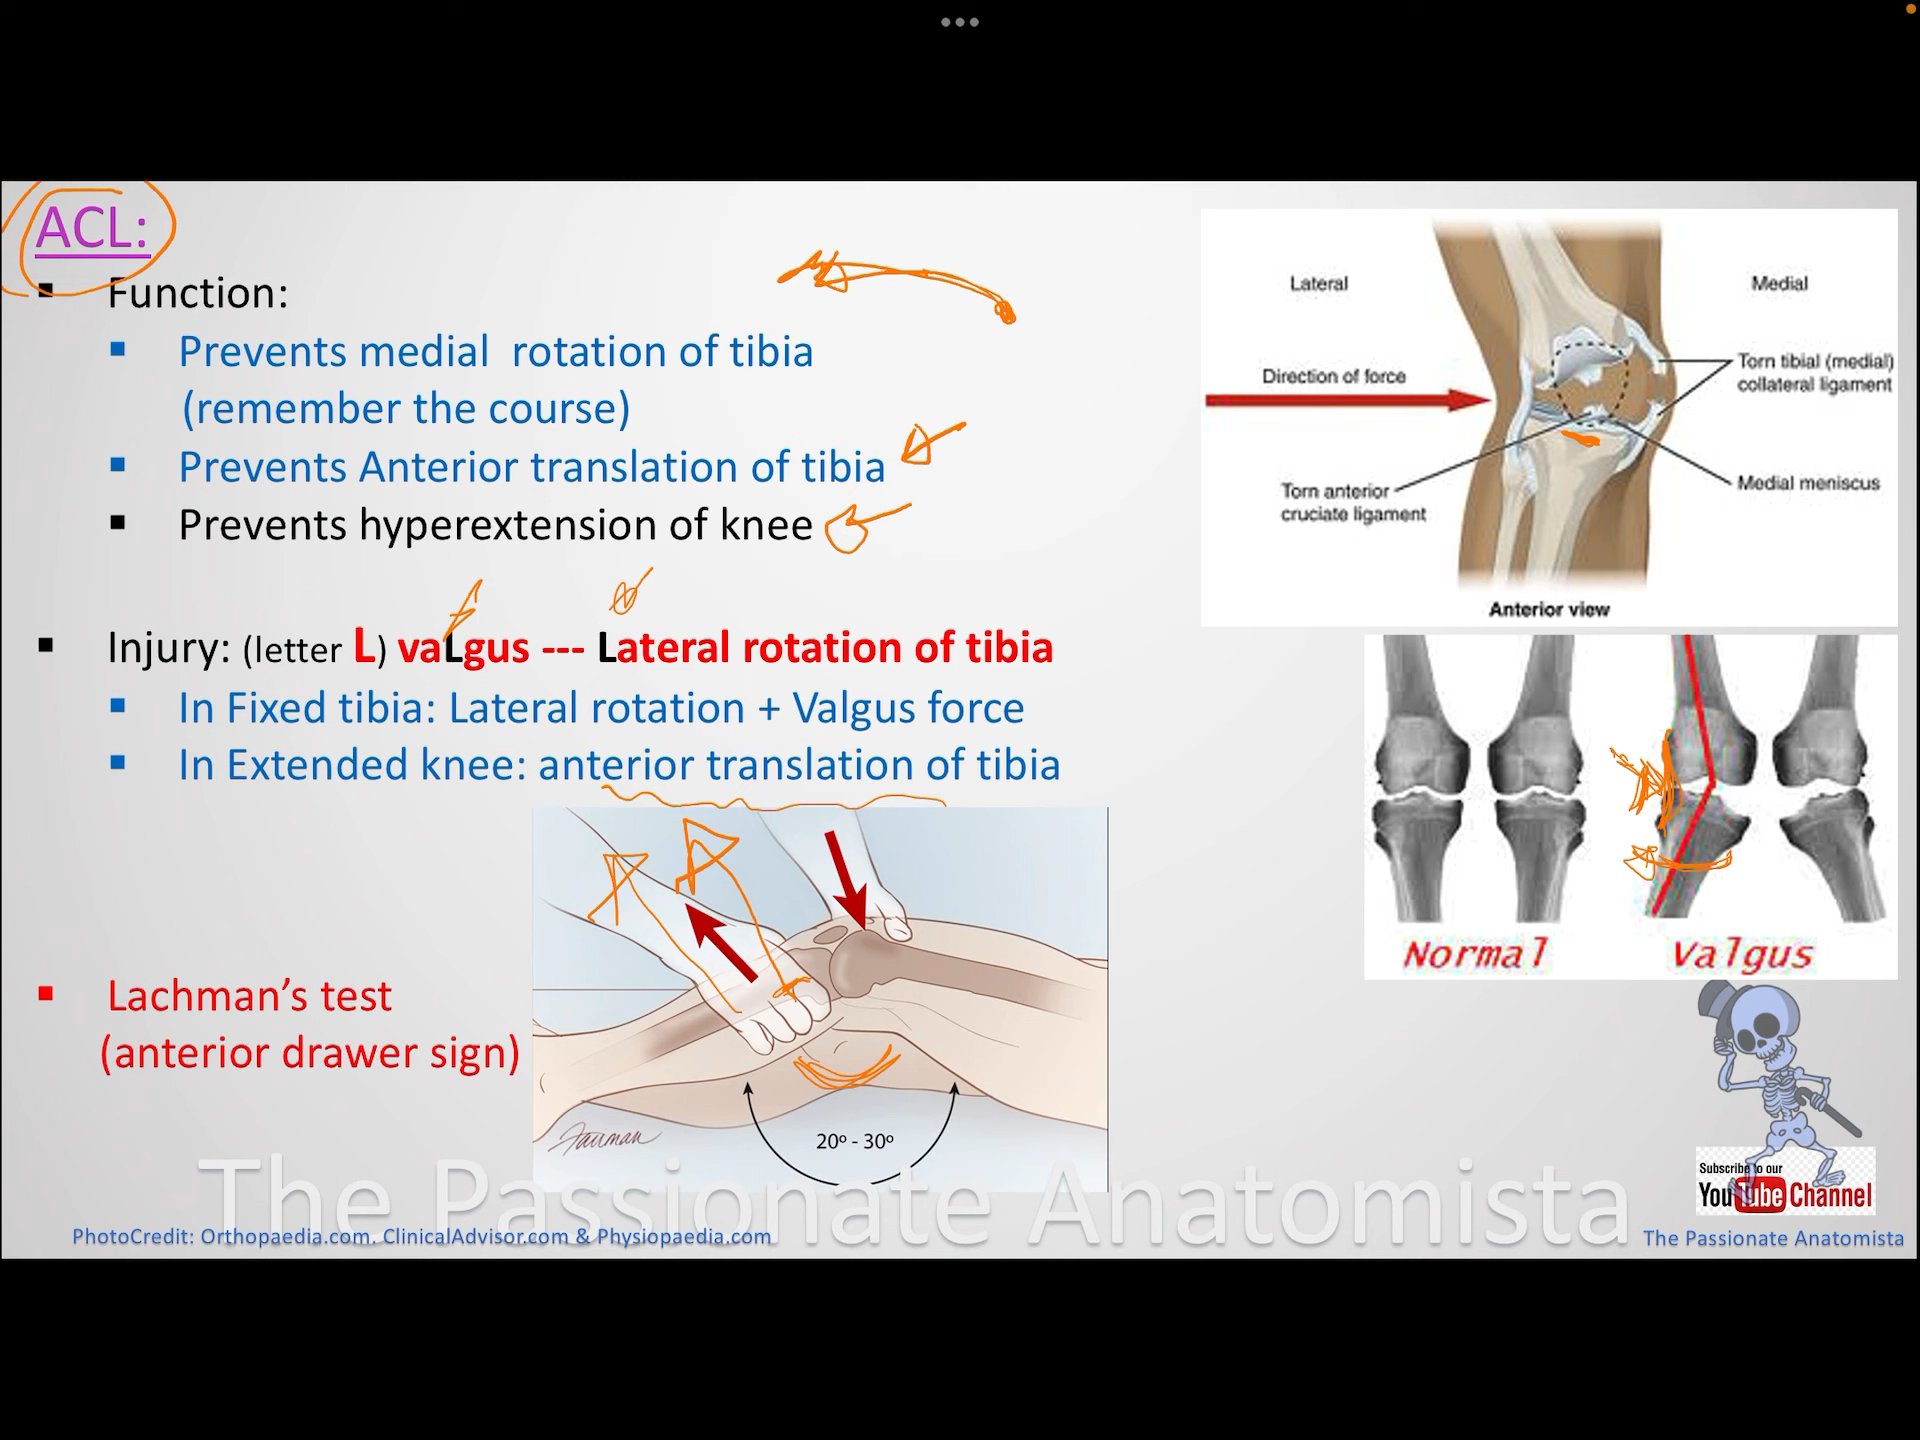 ACL:
Function:
Prevents medial rotation of tibia
(remember the course)
Prevents Anterior translation of tibia
Prevents hyperextension of knee
Injury: (letter L) vaLgus --- Lateral rotation of tibia
In Fixed tibia: Lateral rotation + Valgus force
In Extended knee: anterior translation of tibia
Lachman’s test
(anterior drawer sign)
Lateral
Medial
Direction of force
Torn tibial (medial)
collateral ligament
Torn anterior
cruciate ligament
Medial meniscus
Anterior view
Normal
Valgus
20º - 30º
The Passionate Anatomista
Subscribe to our
YouTube Channel
PhotoCredit: Orthopaedia.com. ClinicalAdvisor.com & Physiopaedia.com
The Passionate Anatomista